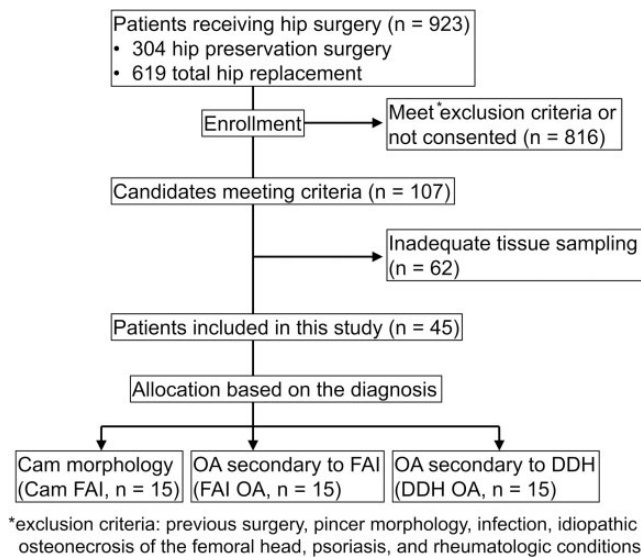 Patients receiving hip surgery (n = 923)
• 304 hip preservation surgery
• 619 total hip replacement
Enrollment
Meet *exclusion criteria or
not consented (n = 816)
Candidates meeting criteria (n = 107)
Inadequate tissue sampling
(n = 62)
Patients included in this study (n = 45)
Allocation based on the diagnosis
Cam morphology
(Cam FAI, n = 15)
OA secondary to FAI
(FAI OA, n = 15)
OA secondary to DDH
(DDH OA, n = 15)
*exclusion criteria: previous surgery, pincer morphology, infection, idiopathic
osteonecrosis of the femoral head, psoriasis, and rheumatologic conditions